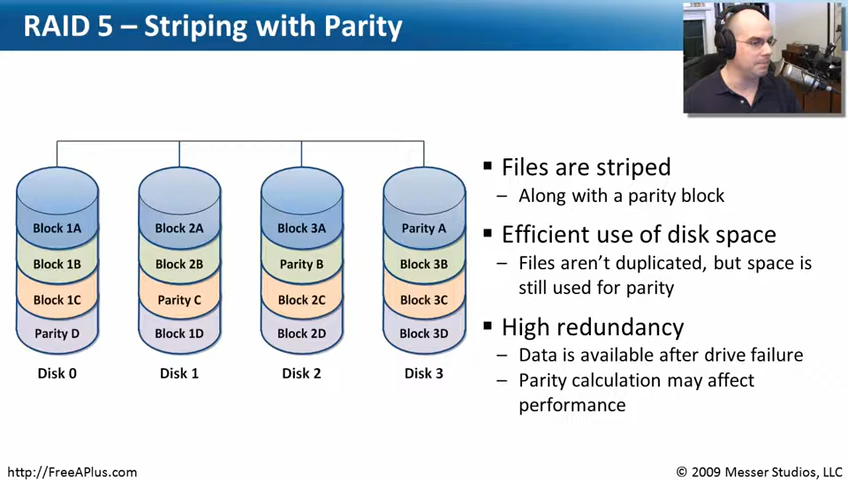 RAID 5 – Striping with Parity
Block 1A
Block 2A
Block 3A
Parity A
Block 1B
Block 2B
Parity B
Block 3B
Block 1C
Parity C
Block 2C
Block 3C
Parity D
Block 1D
Block 2D
Block 3D
Disk 0
Disk 1
Disk 2
Disk 3
▪ Files are striped
– Along with a parity block
▪ Efficient use of disk space
– Files aren't duplicated, but space is
still used for parity
▪ High redundancy
– Data is available after drive failure
– Parity calculation may affect
performance
http://FreeAPlus.com
© 2009 Messer Studios, LLC